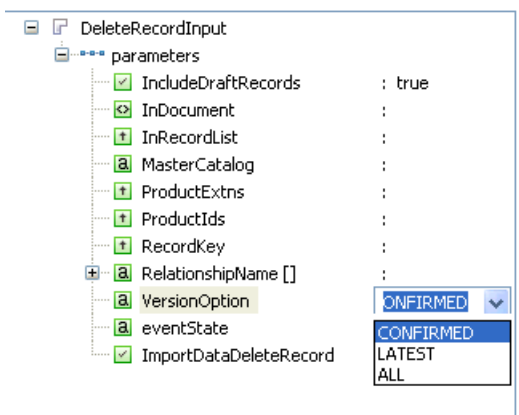 DeleteRecordInput
parameters
IncludeDraftRecords : true
InDocument :
InRecordList :
a MasterCatalog :
ProductExtns :
ProductIds :
RecordKey :
a RelationshipName [] :
a VersionOption ONFIRMED
a eventState CONFIRMED
LATEST
ImportDataDeleteRecord
ALL